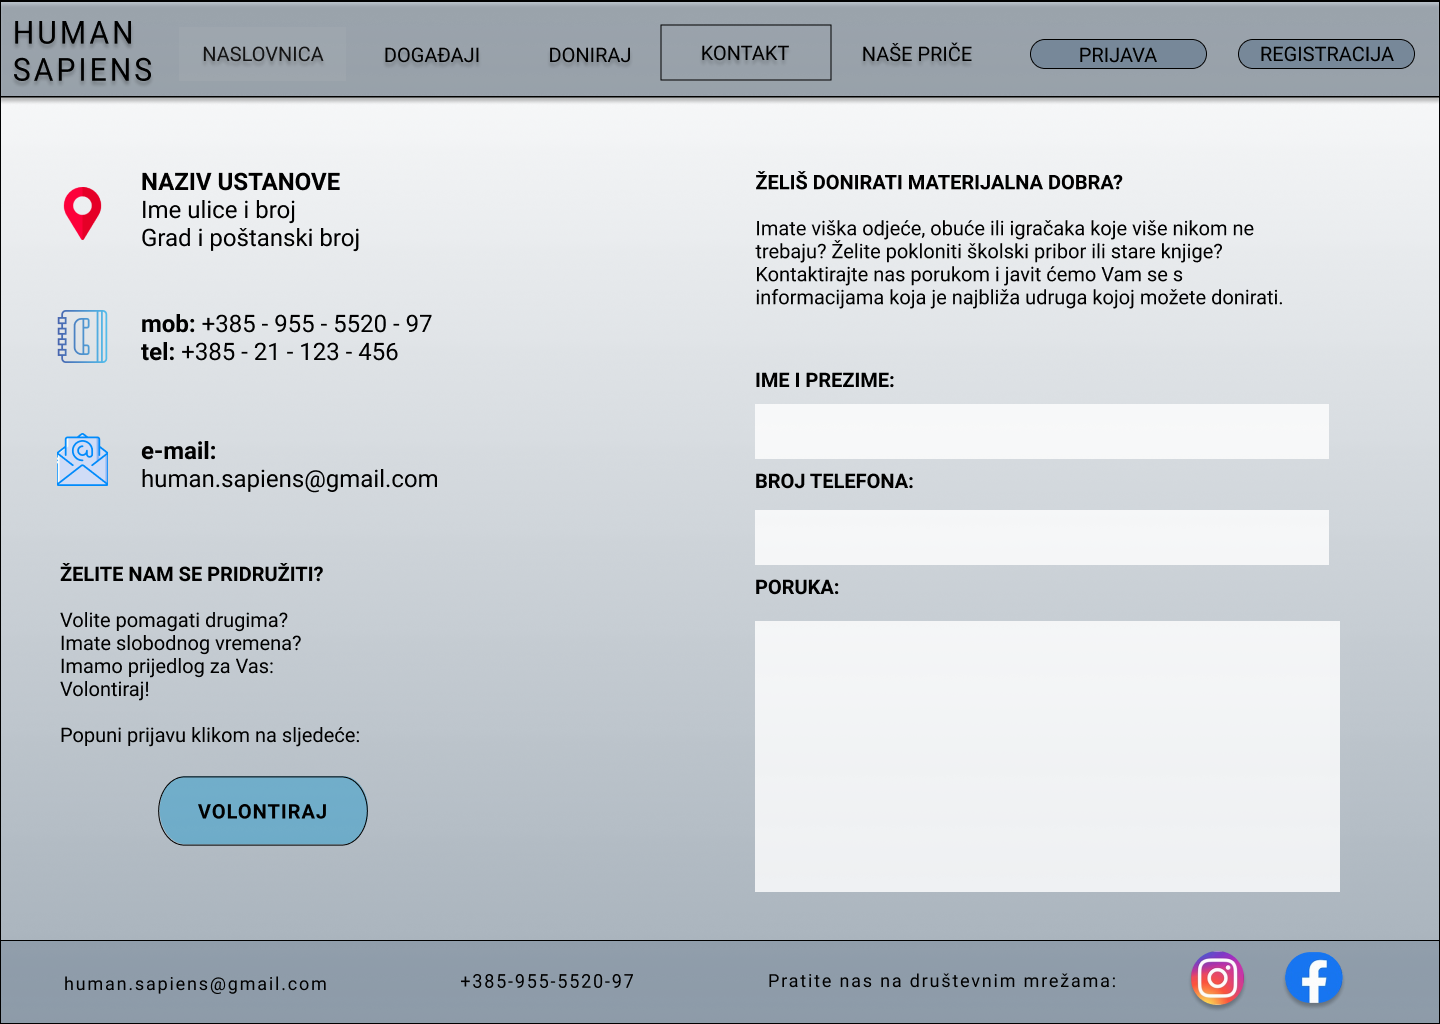 HUMAN
SAPIENS
NASLOVNICA
DOGAĐAJI
DONIRAJ
KONTAKT
NAŠE PRIČE
PRIJAVA
REGISTRACIJA
NAZIV USTANOVE
Ime ulice i broj
Grad i poštanski broj
mob: +385 - 955 - 5520 - 97
tel: +385 - 21 - 123 - 456
e-mail:
human.sapiens@gmail.com
ŽELITE NAM SE PRIDRUŽITI?
Volite pomagati drugima?
Imate slobodnog vremena?
Imamo prijedlog za Vas:
Volontiraj!
Popuni prijavu klikom na sljedeće:
VOLONTIRAJ
ŽELIŠ DONIRATI MATERIJALNA DOBRA?
Imate viška odjeće, obuće ili igračaka koje više nikom ne
trebaju? Želite pokloniti školski pribor ili stare knjige?
Kontaktirajte nas porukom i javit ćemo Vam se s
informacijama koja je najbliža udruga kojoj možete donirati.
IME I PREZIME:
BROJ TELEFONA:
PORUKA:
human.sapiens@gmail.com
+385-955-5520-97
Pratite nas na društevnim mrežama: